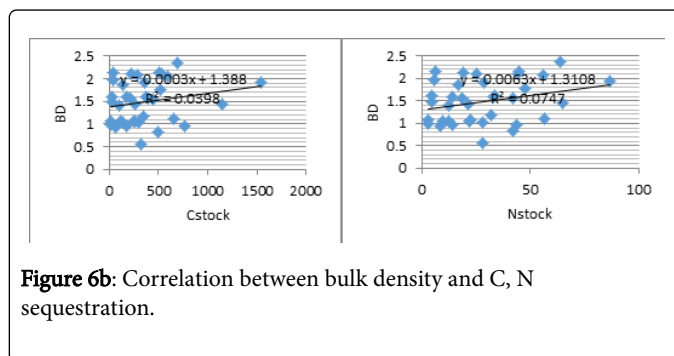 2.5
2
1.5
1
0.5
0
BD
y = 0.0003x + 1.388
R² = 0.0398
0 500 1000 1500 2000
Cstock
2.5
2
1.5
1
0.5
0
BD
y = 0.0063x + 1.3108
R² = 0.0747
0 50 100
Nstock
Figure 6b: Correlation between bulk density and C, N
sequestration.